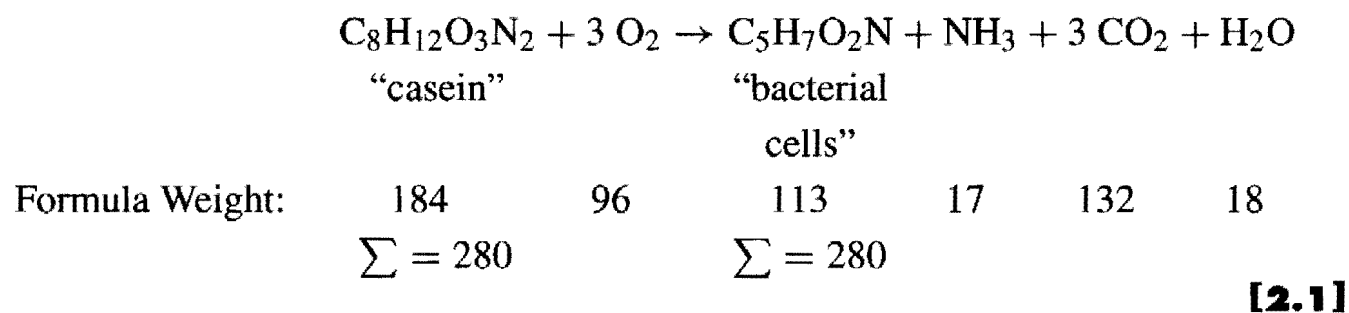 C₈H₁₂O₃N₂ + 3 O₂ → C₅H₇O₂N + NH₃ + 3 CO₂ + H₂O
“casein” “bacterial
cells”
Formula Weight: 184 96 113 17 132 18
∑ = 280 ∑ = 280
[2.1]